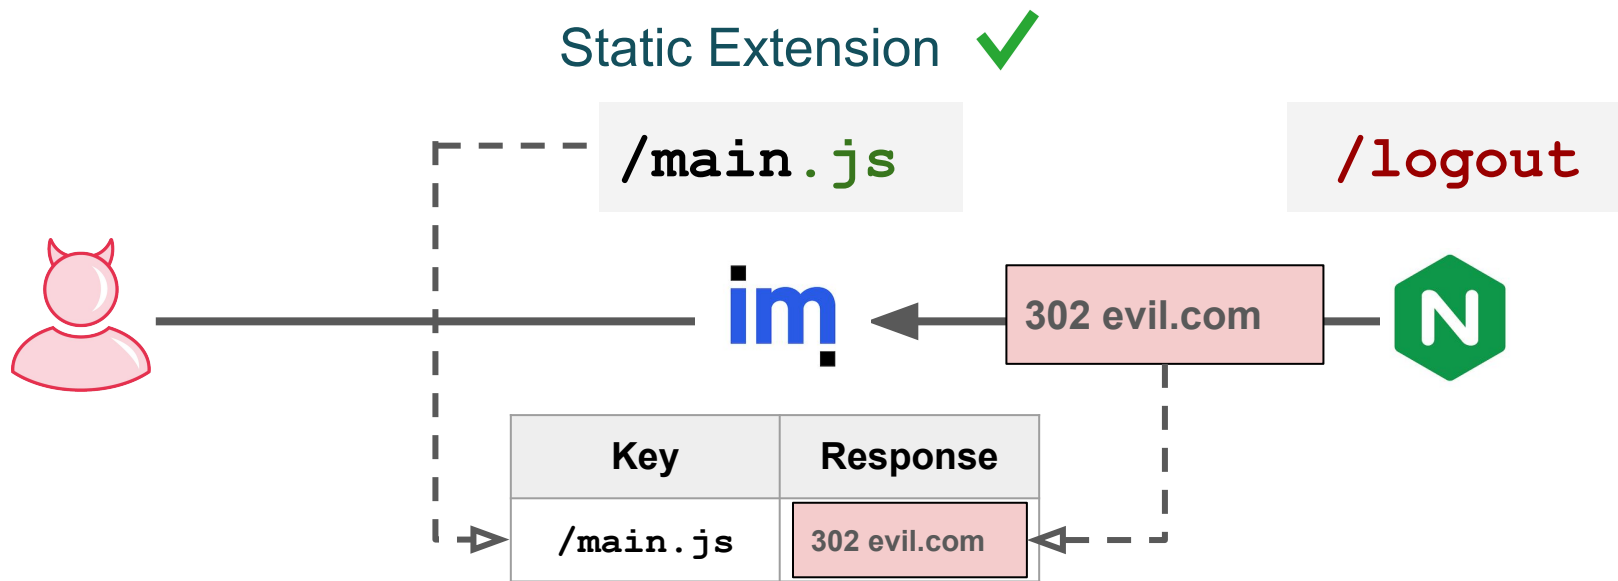 Static Extension
/main.js
/logout
im
302 evil.com
N
Key
Response
/main.js
302 evil.com